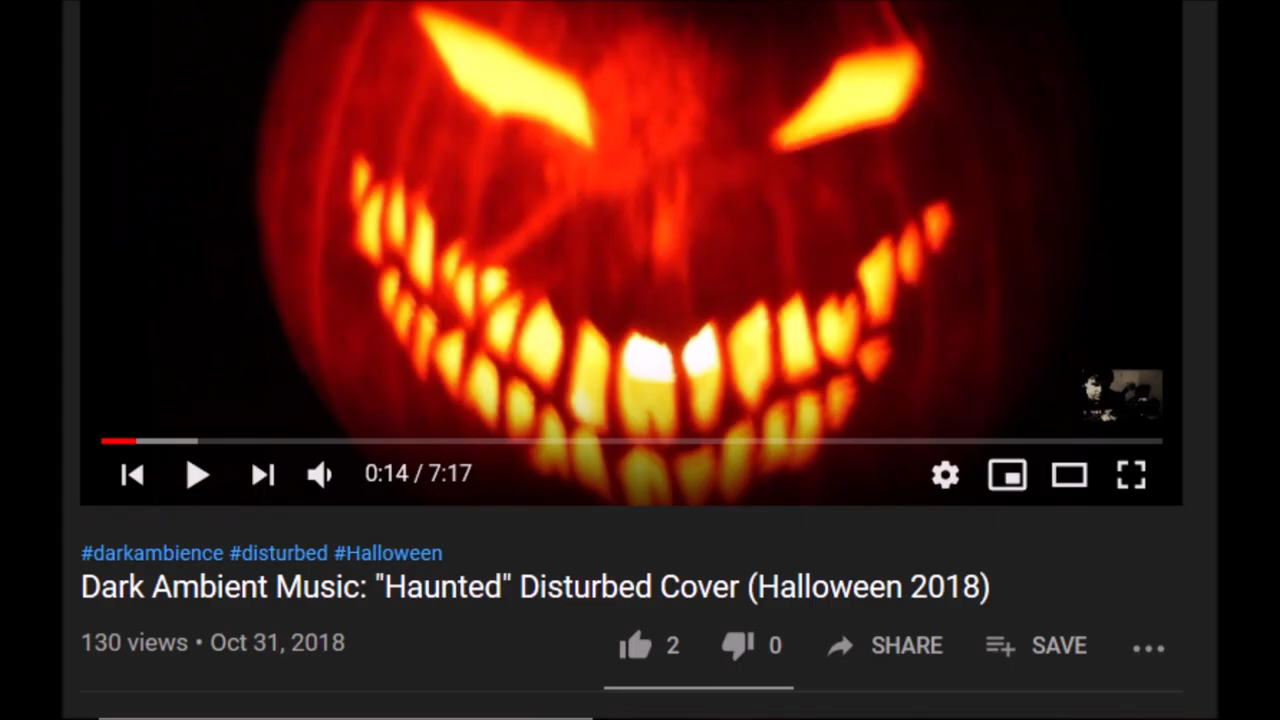 0:14 / 7:17
#darkambience #disturbed #Halloween
Dark Ambient Music: "Haunted" Disturbed Cover (Halloween 2018)
130 views • Oct 31, 2018
2
0
SHARE
SAVE